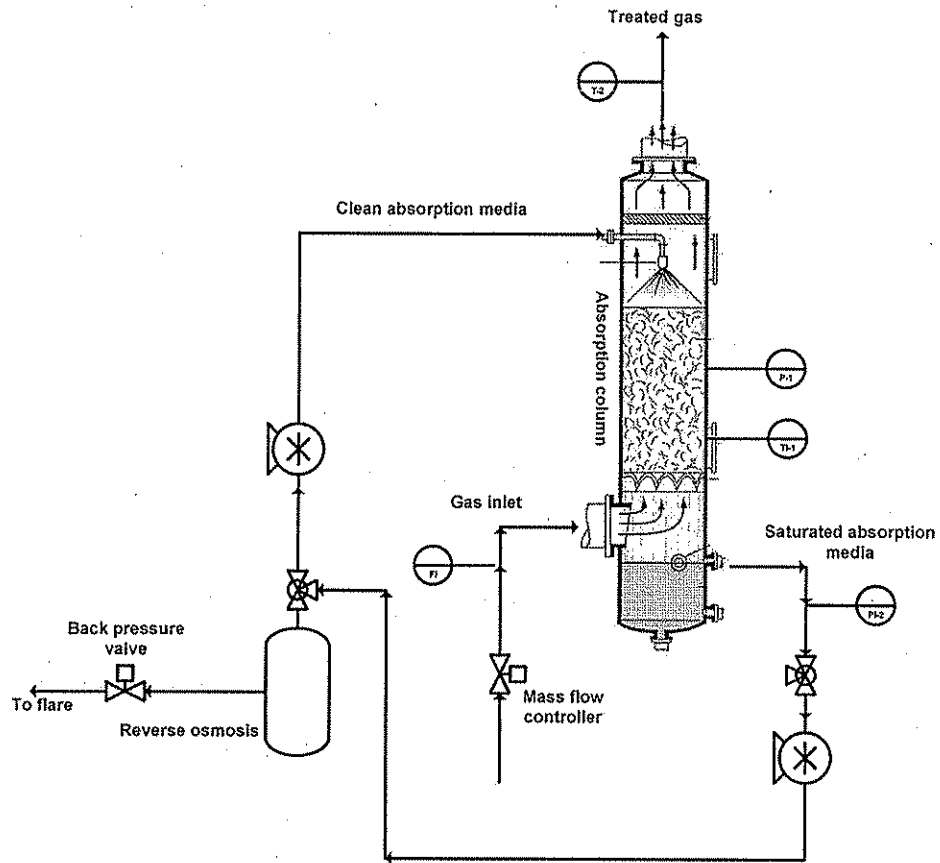 Treated gas
T-2
Clean absorption media
Absorption column
P-1
TI-1
Gas inlet
Saturated absorption
media
FI
PI-2
Back pressure
valve
To flare
Reverse osmosis
Mass flow
controller